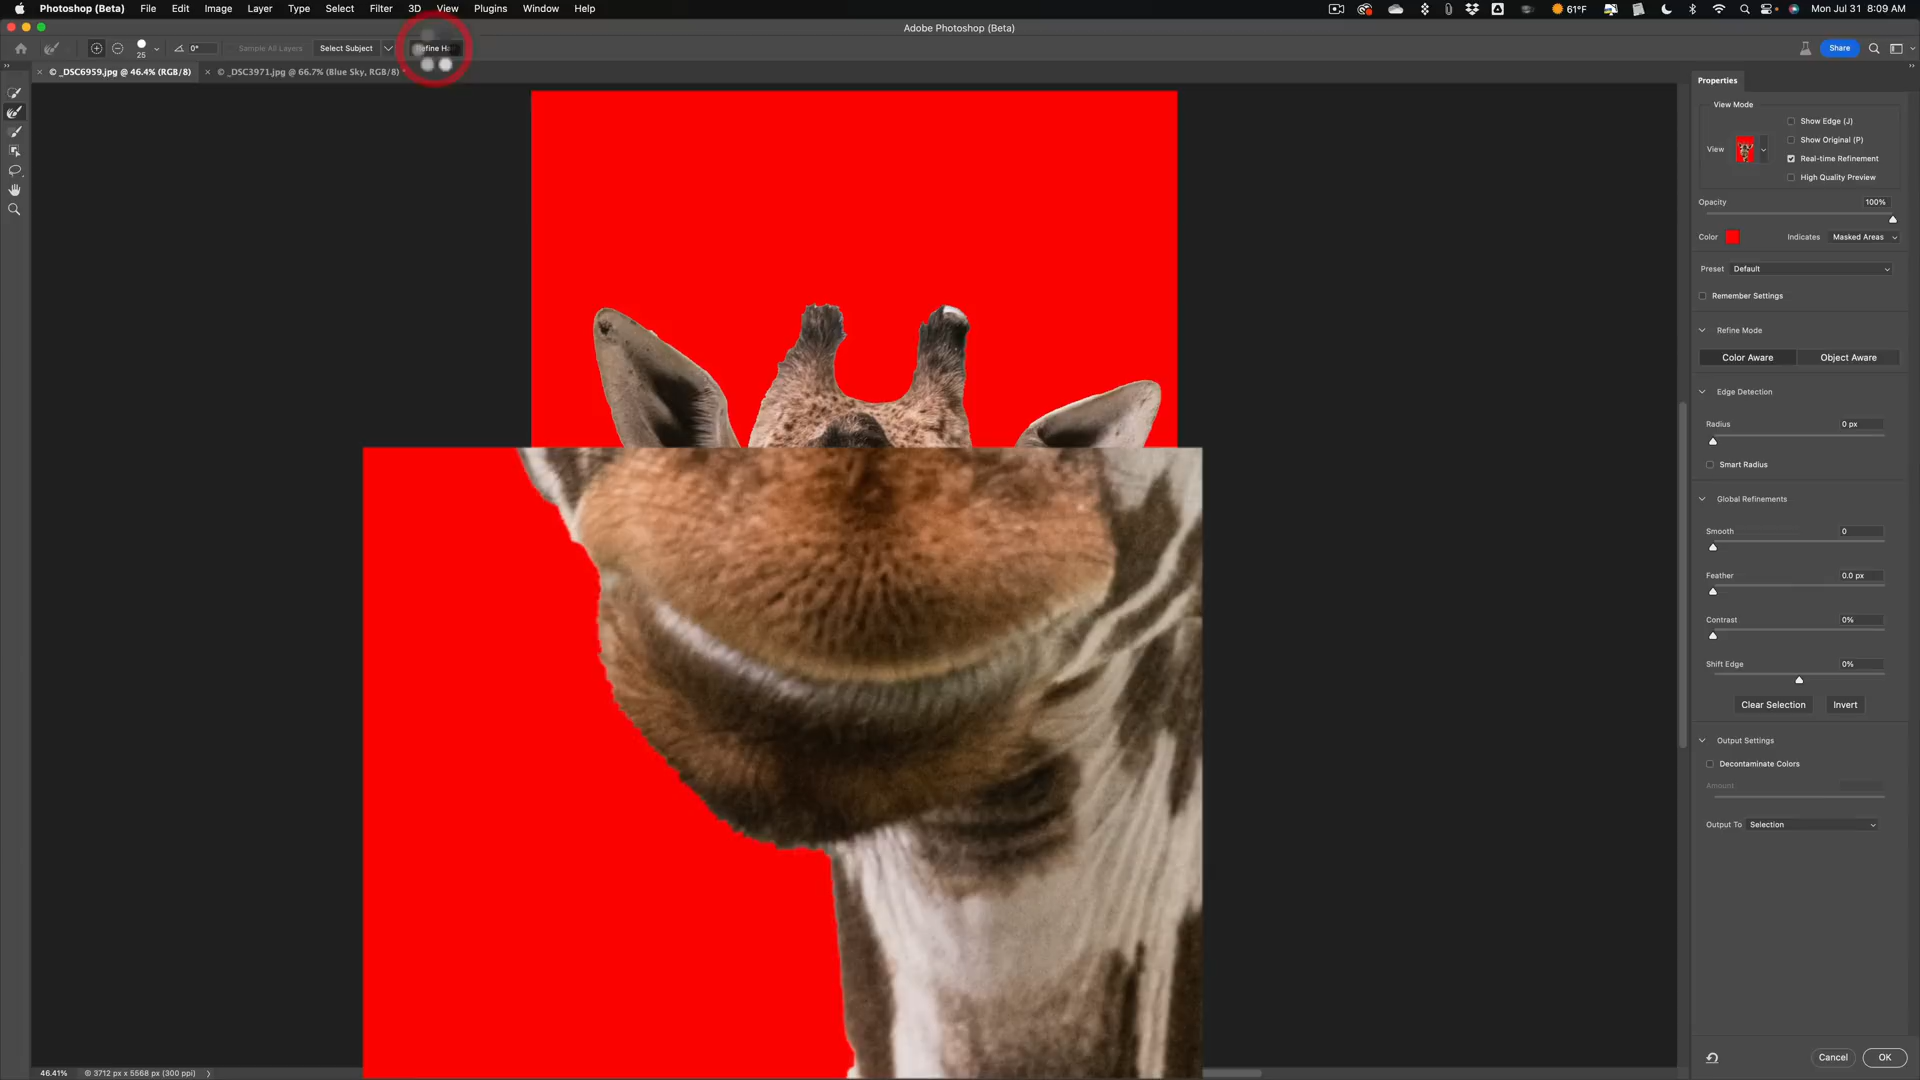 Photoshop (Beta) File Edit Image Layer Type Select Filter 3D View Plugins Window Help
61°F Mon Jul 31 8:09 AM
Adobe Photoshop (Beta)
25 0° Sample All Layers Select Subject Refine Share
× © _DSC6959.jpg @ 46.4% (RGB/8) × © _DSC3971.jpg @ 66.7% (Blue Sky, RGB/8) *
Properties
View Mode
Show Edge (J)
Show Original (P)
View
Real-time Refinement
High Quality Preview
Opacity 100%
Color Indicates Masked Areas
Preset Default
Remember Settings
Refine Mode
Color Aware Object Aware
Edge Detection
Radius 0 px
Smart Radius
Global Refinements
Smooth 0
Feather 0.0 px
Contrast 0%
Shift Edge 0%
Clear Selection Invert
Output Settings
Decontaminate Colors
Amount
Output To Selection
Cancel OK
46.41% © 3712 px x 5568 px (300 ppi)